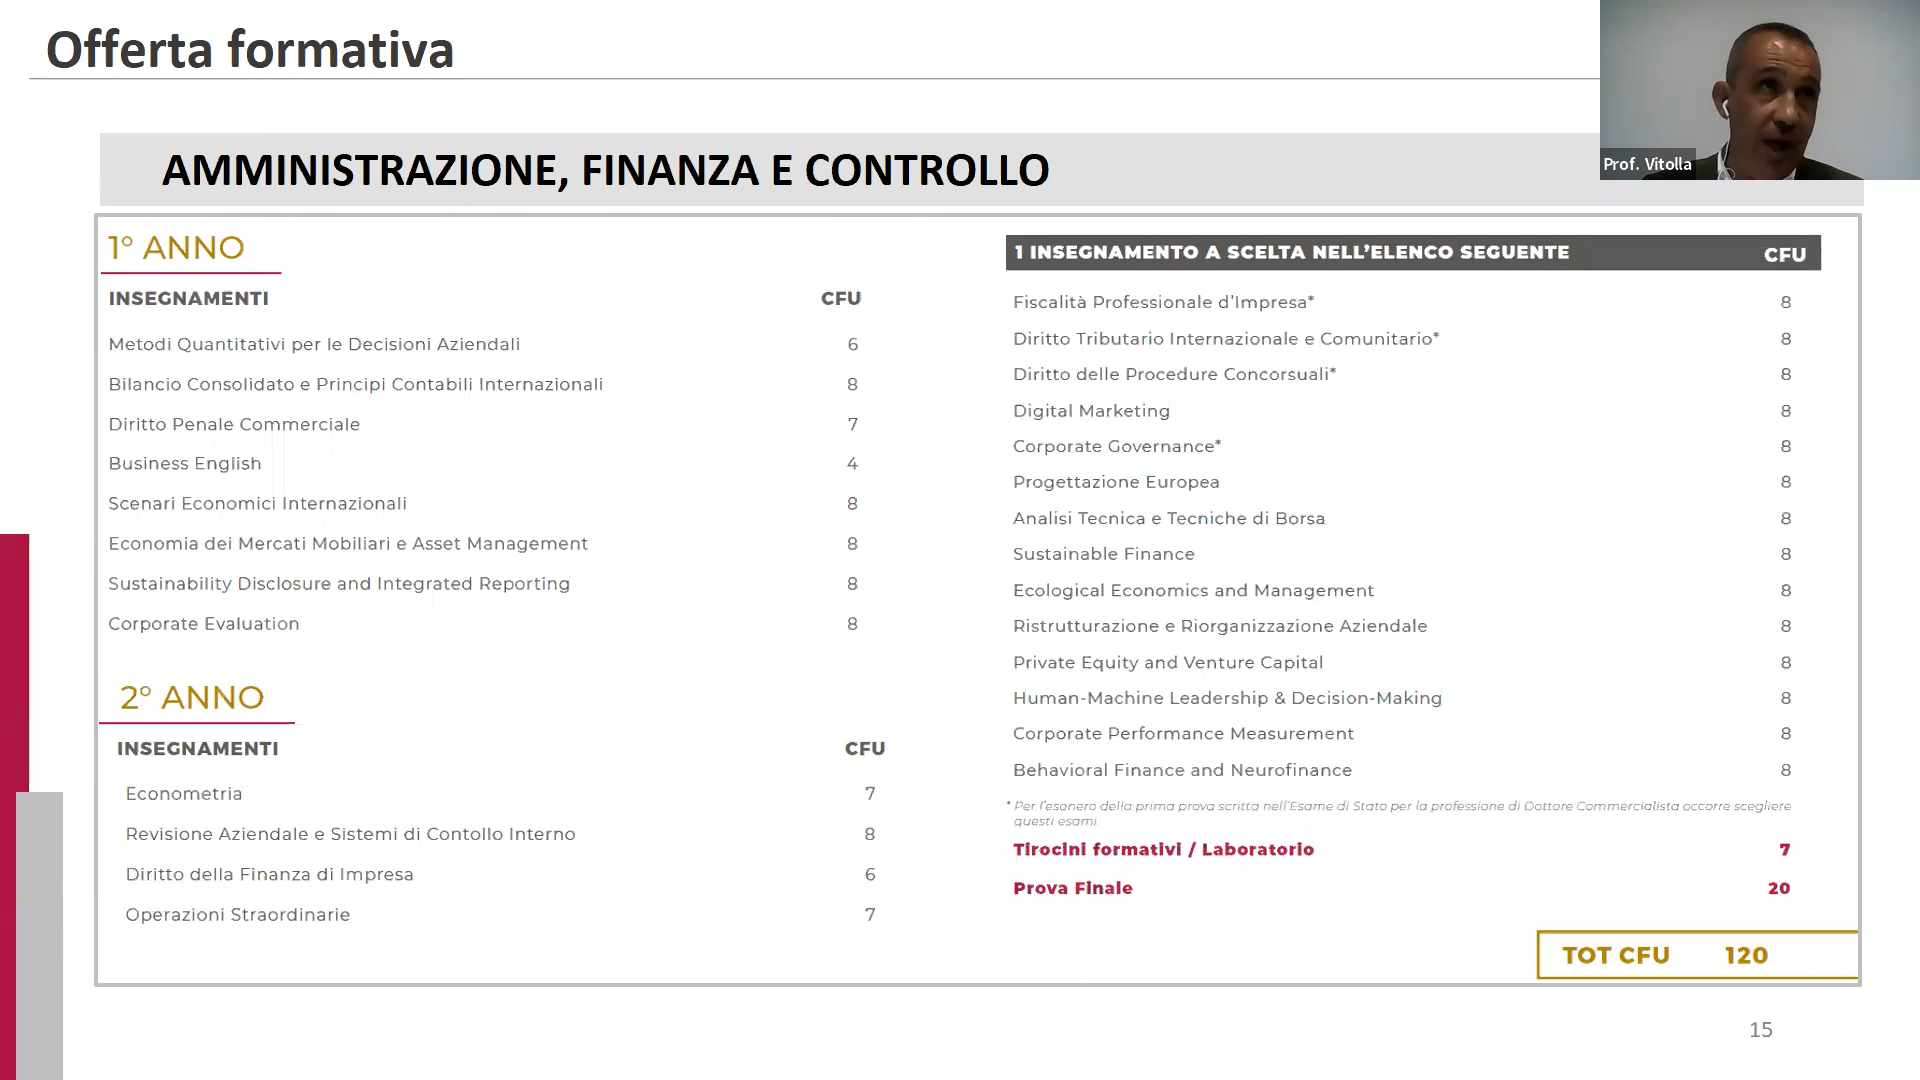 Offerta formativa
Prof. Vitolla
AMMINISTRAZIONE, FINANZA E CONTROLLO
1° ANNO
INSEGNAMENTI CFU
Metodi Quantitativi per le Decisioni Aziendali 6
Bilancio Consolidato e Principi Contabili Internazionali 8
Diritto Penale Commerciale 7
Business English 4
Scenari Economici Internazionali 8
Economia dei Mercati Mobiliari e Asset Management 8
Sustainability Disclosure and Integrated Reporting 8
Corporate Evaluation 8
2° ANNO
INSEGNAMENTI CFU
Econometria 7
Revisione Aziendale e Sistemi di Contollo Interno 8
Diritto della Finanza di Impresa 6
Operazioni Straordinarie 7
1 INSEGNAMENTO A SCELTA NELL'ELENCO SEGUENTE CFU
Fiscalità Professionale d'Impresa* 8
Diritto Tributario Internazionale e Comunitario* 8
Diritto delle Procedure Concorsuali* 8
Digital Marketing 8
Corporate Governance* 8
Progettazione Europea 8
Analisi Tecnica e Tecniche di Borsa 8
Sustainable Finance 8
Ecological Economics and Management 8
Ristrutturazione e Riorganizzazione Aziendale 8
Private Equity and Venture Capital 8
Human-Machine Leadership & Decision-Making 8
Corporate Performance Measurement 8
Behavioral Finance and Neurofinance 8
* Per l'esonero della prima prova scritta nell'Esame di Stato per la professione di Dottore Commercialista occorre scegliere
questi esami.
Tirocini formativi / Laboratorio 7
Prova Finale 20
TOT CFU 120
15